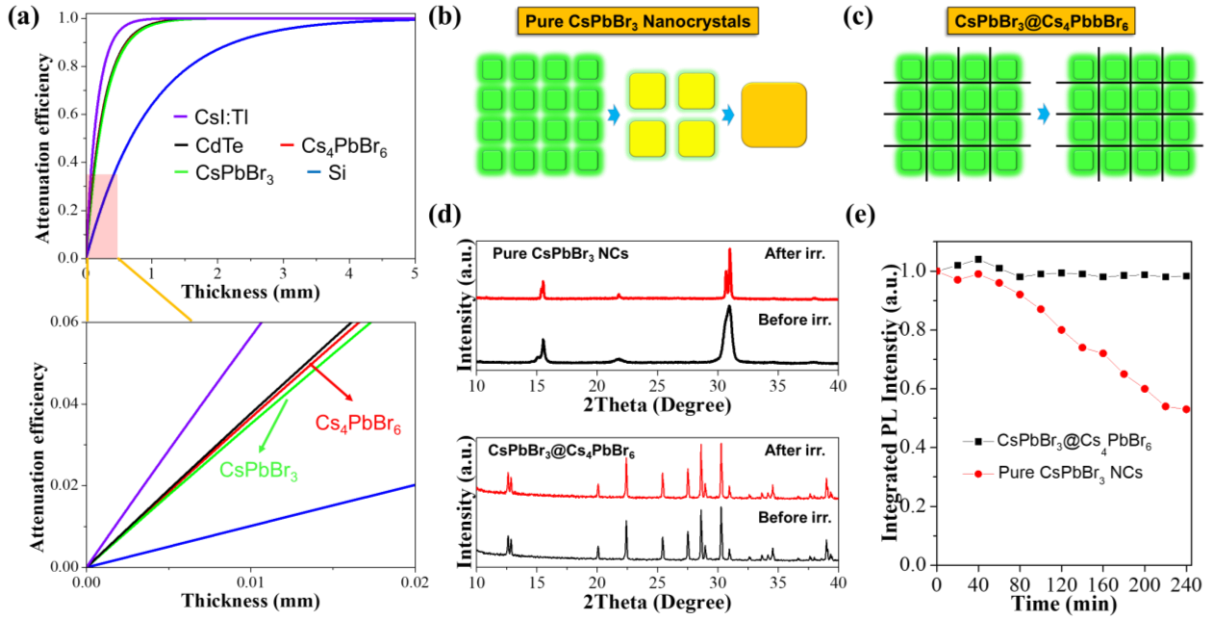 (a)
Attenuation efficiency
1.0
0.8
0.6
0.4
0.2
0.0
CsI:Tl
CdTe
Cs₄PbBr₆
CsPbBr₃
Si
0
1
2
3
4
5
Thickness (mm)
Attenuation efficiency
0.06
0.04
0.02
0.00
Cs₄PbBr₆
CsPbBr₃
0.00
0.01
0.02
Thickness (mm)
(b)
Pure CsPbBr₃ Nanocrystals
(c)
CsPbBr₃@Cs₄PbbBr₆
(d)
Intensity (a.u.)
Pure CsPbBr₃ NCs
After irr.
Before irr.
10
15
20
25
30
35
40
2Theta (Degree)
Intensity (a.u.)
CsPbBr₃@Cs₄PbBr₆
After irr.
Before irr.
10
15
20
25
30
35
40
2Theta (Degree)
(e)
Integrated PL Intenstiy (a.u.)
1.0
0.8
0.6
0.4
0.2
0.0
CsPbBr₃@Cs₄PbBr₆
Pure CsPbBr₃ NCs
0
40
80
120
160
200
240
Time (min)